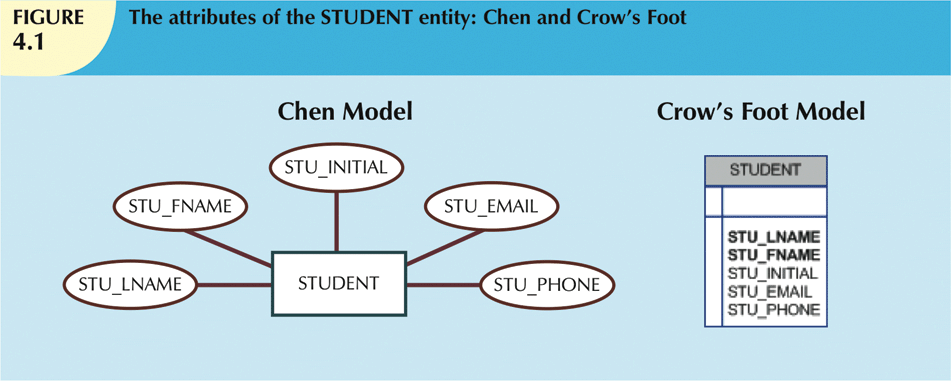 FIGURE
4.1
The attributes of the STUDENT entity: Chen and Crow’s Foot
Chen Model
STU_INITIAL
STU_FNAME
STU_EMAIL
STU_LNAME
STUDENT
STU_PHONE
Crow’s Foot Model
STUDENT
STU_LNAME
STU_FNAME
STU_INITIAL
STU_EMAIL
STU_PHONE